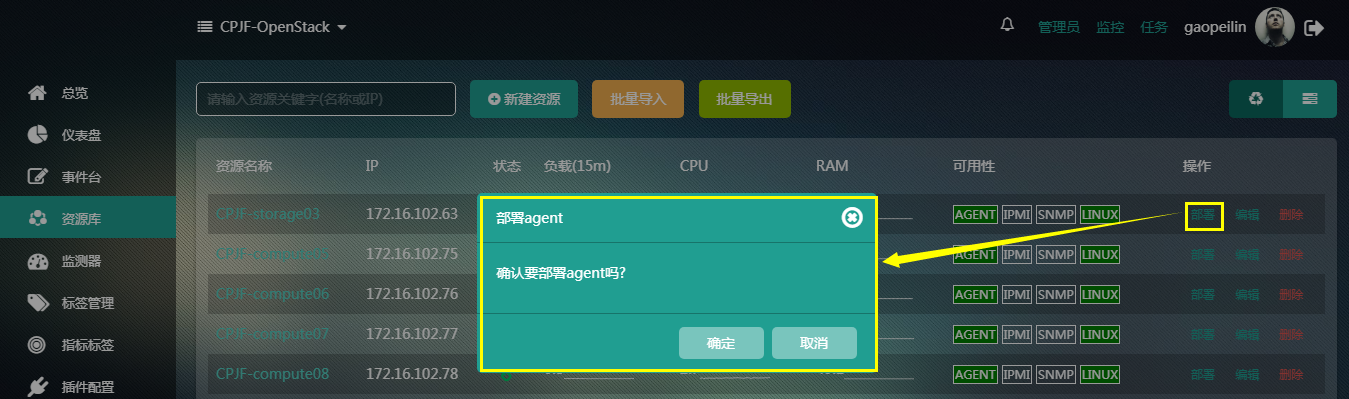 CPJF-OpenStack 管理员 监控 任务 gaopeilin
总览
仪表盘
事件台
资源库
监测器
标签管理
指标标签
插件配置
请输入资源关键字(名称或IP) 新建资源 批量导入 批量导出
资源名称 IP 状态 负载(15m) CPU RAM 可用性 操作
CPJF-storage03 172.16.102.63 AGENT IPMI SNMP LINUX 部署 编辑 删除
172.16.102.75 AGENT IPMI SNMP LINUX 部署 编辑 删除
CPJF-compute06 172.16.102.76 AGENT IPMI SNMP LINUX 部署 编辑 删除
CPJF-compute07 172.16.102.77 AGENT IPMI SNMP LINUX 部署 编辑 删除
CPJF-compute08 172.16.102.78 AGENT IPMI SNMP LINUX 部署 编辑 删除
部署agent
确认要部署agent吗?
确定 取消